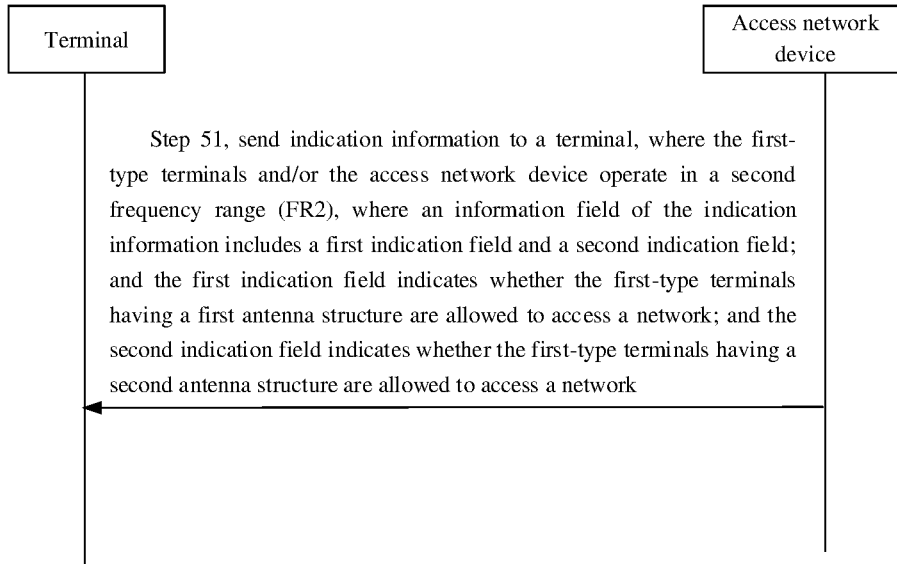 Terminal
Access network
device
Step 51, send indication information to a terminal, where the first-
type terminals and/or the access network device operate in a second
frequency range (FR2), where an information field of the indication
information includes a first indication field and a second indication field;
and the first indication field indicates whether the first-type terminals
having a first antenna structure are allowed to access a network; and the
second indication field indicates whether the first-type terminals having a
second antenna structure are allowed to access a network